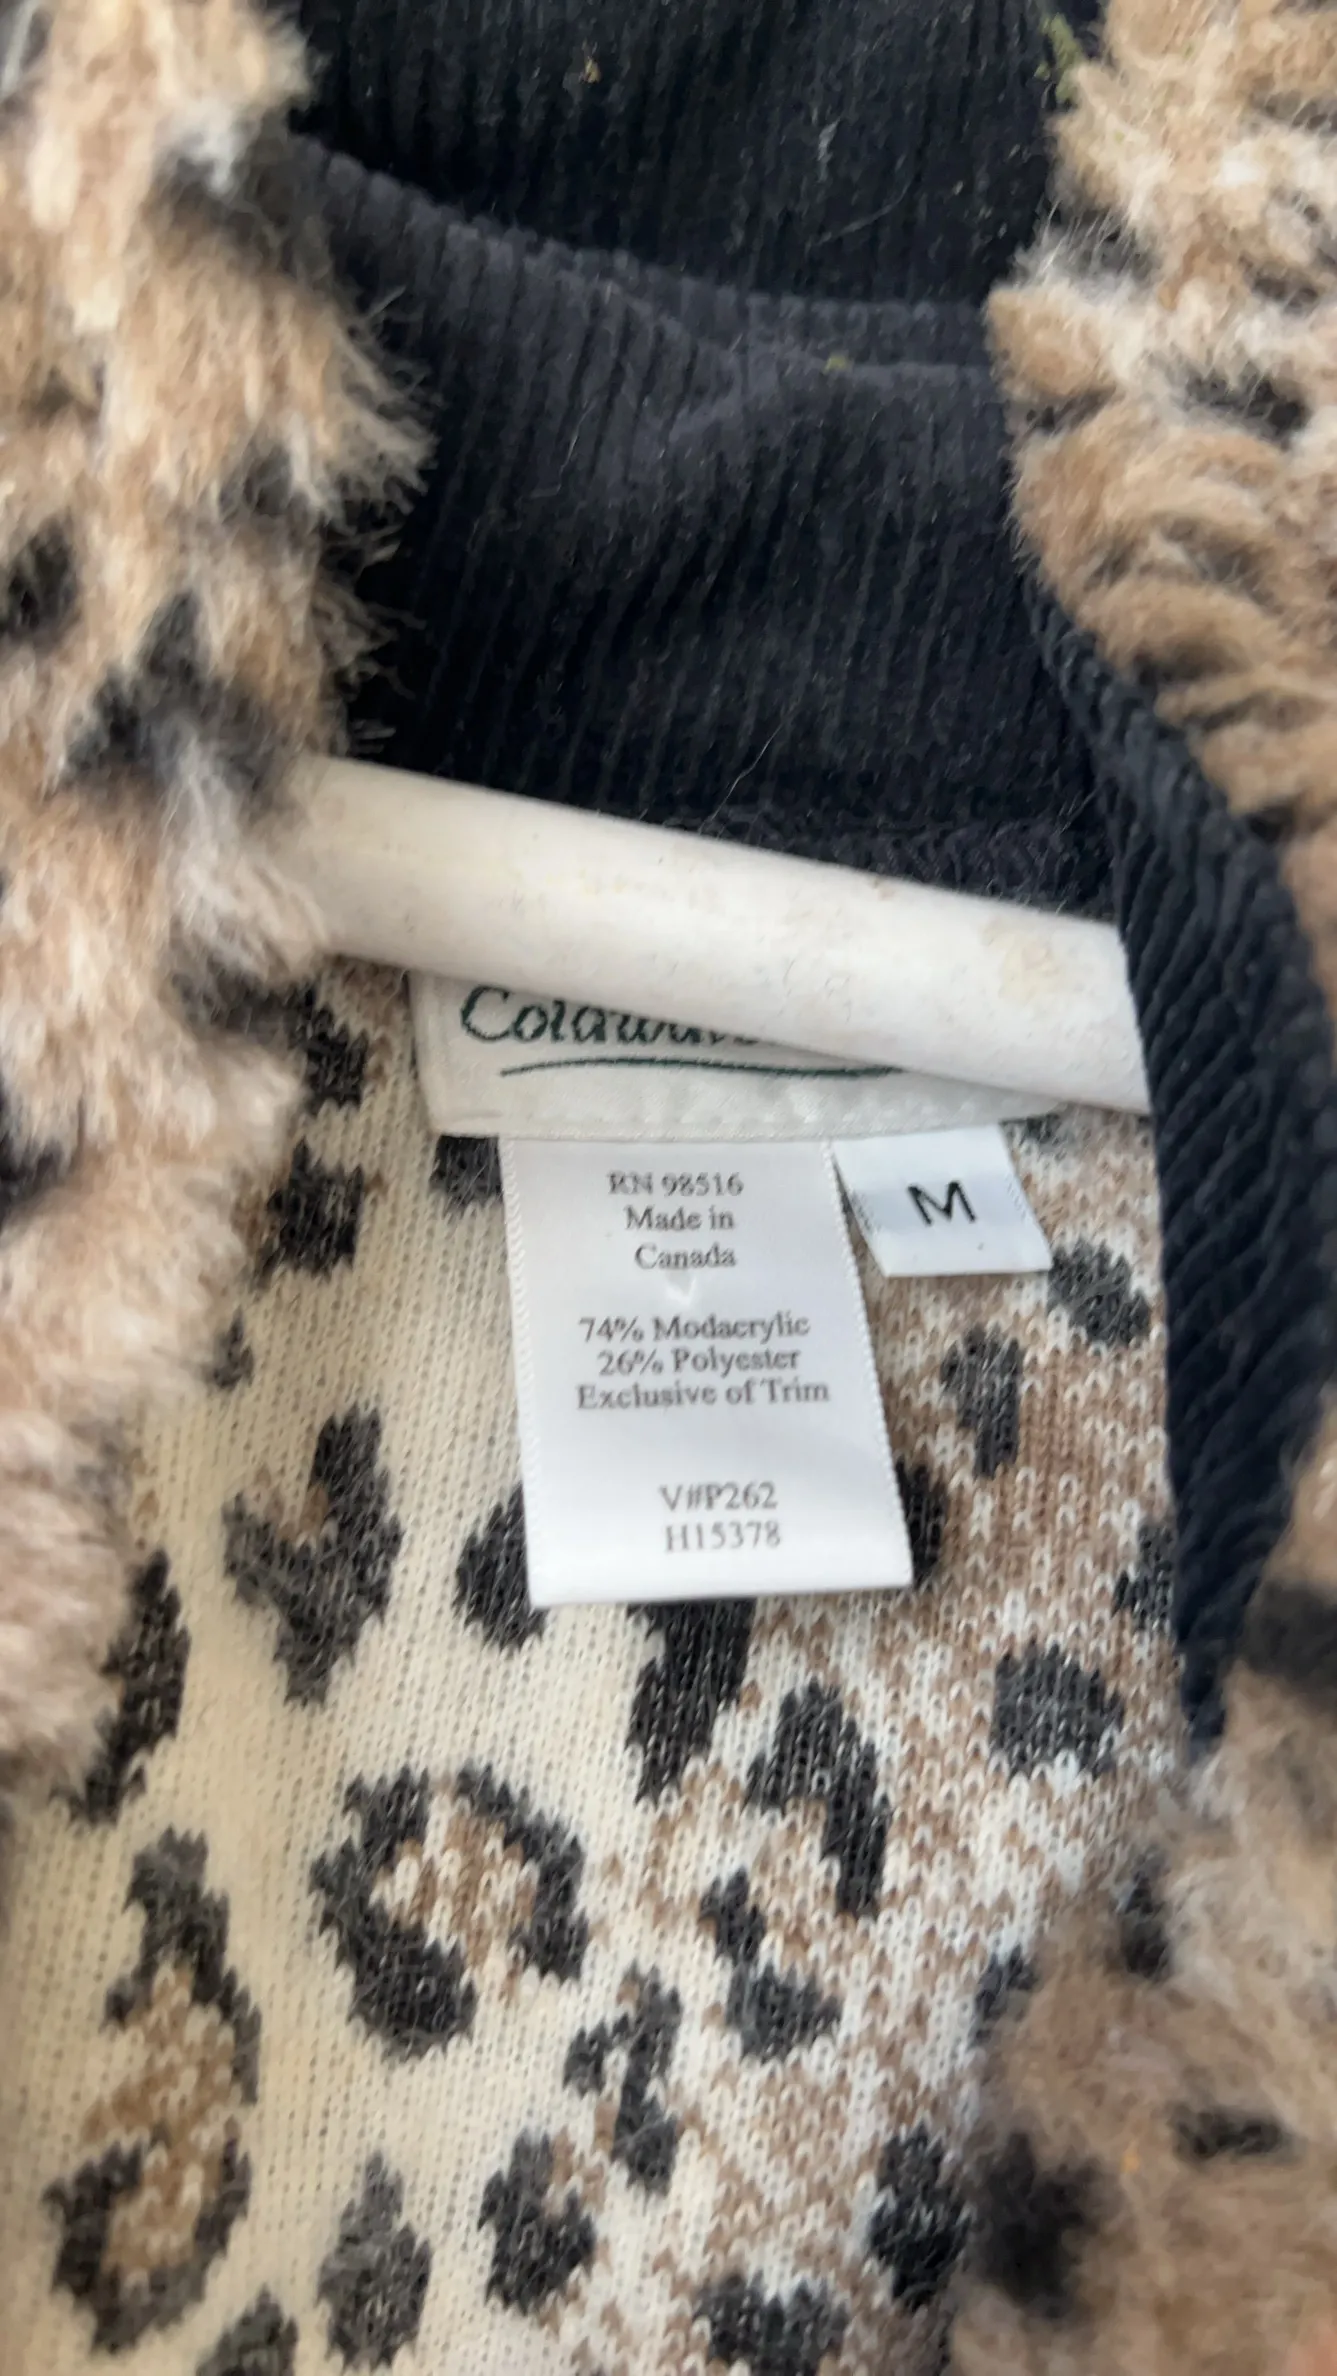 RN 98516
Made in
Canada
M
74% Modacrylic
26% Polyester
Exclusive of Trim
V#P262
H15378